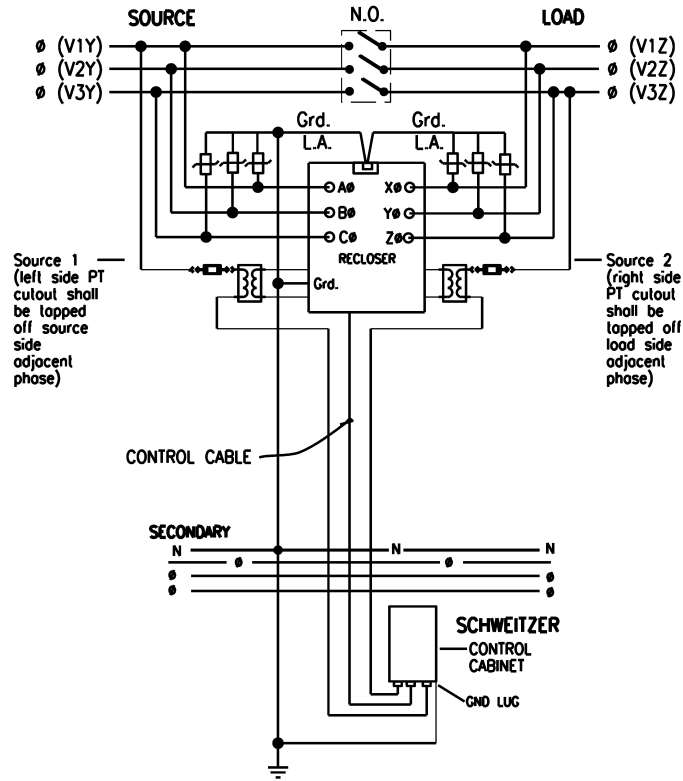 SOURCE N.O. LOAD
Ø (V1Y) Ø (V1Z)
Ø (V2Y) Ø (V2Z)
Ø (V3Y) Ø (V3Z)
Grd. Grd.
L.A. L.A.
AØ XØ
BØ YØ
CØ ZØ
RECLOSER
Grd.
Source 1
(left side PT
cutout shall
be tapped
off source
side
adjacent
phase)
Source 2
(right side
PT cutout
shall be
tapped off
load side
adjacent
phase)
CONTROL CABLE
SECONDARY
N N N
Ø Ø
Ø Ø
Ø Ø
SCHWEITZER
CONTROL
CABINET
GND LUG